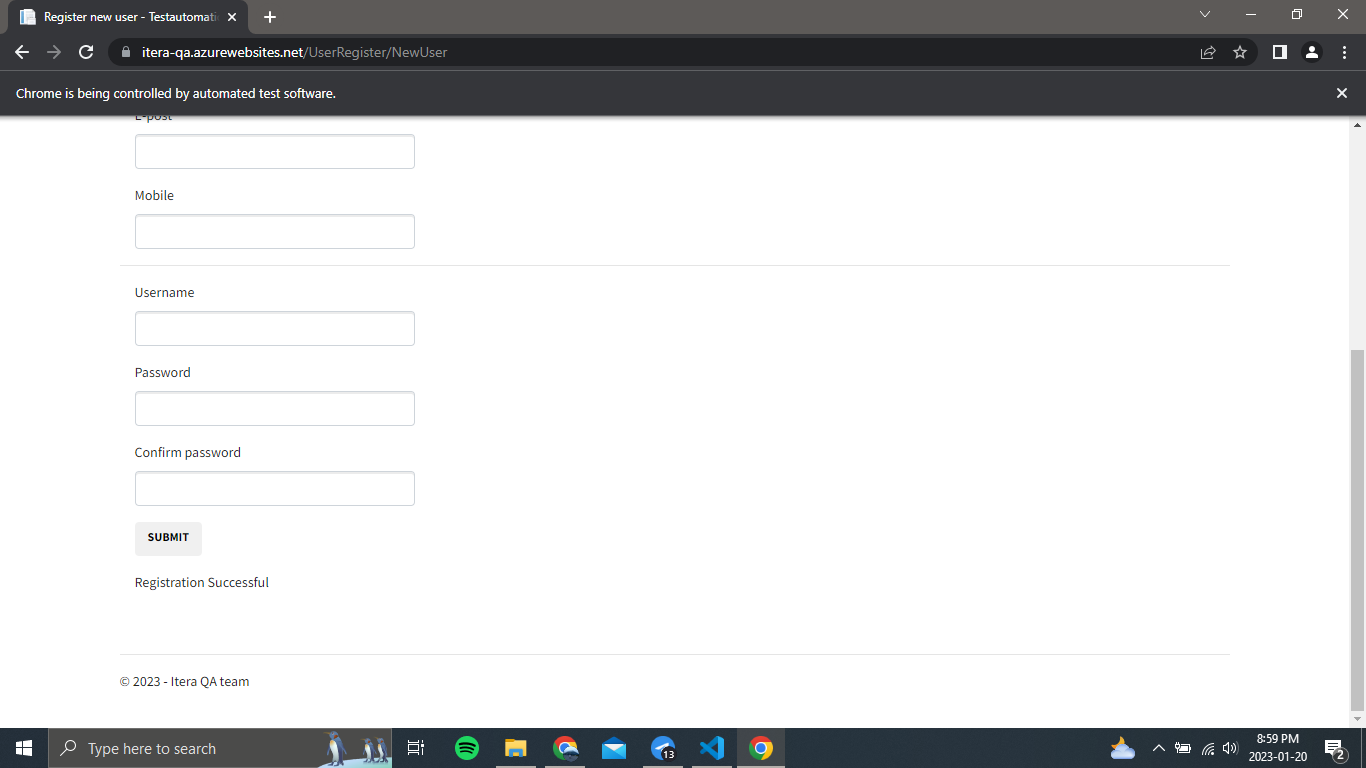 Register new user - Testautomati
itera-qa.azurewebsites.net/UserRegister/NewUser
Chrome is being controlled by automated test software.
E-post
Mobile
Username
Password
Confirm password
SUBMIT
Registration Successful
© 2023 - Itera QA team
Type here to search
13
8:59 PM
2023-01-20
2